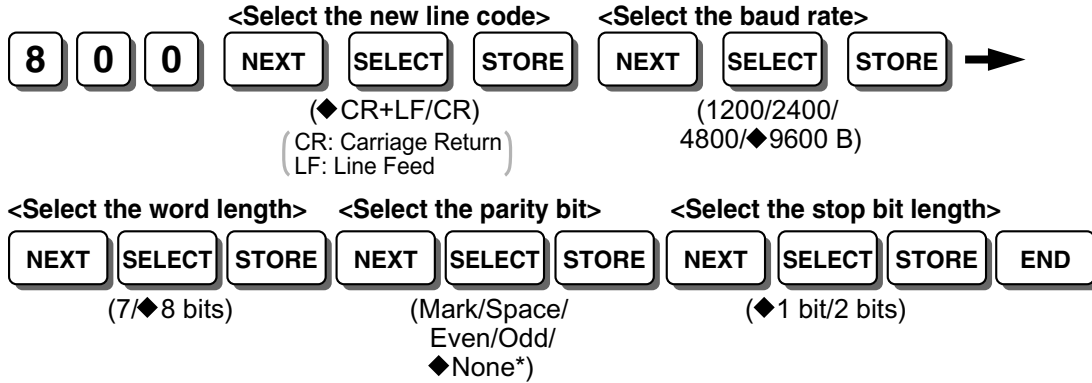 <Select the new line code> <Select the baud rate>
8 0 0 NEXT SELECT STORE NEXT SELECT STORE
(◆CR+LF/CR) (1200/2400/
4800/◆9600 B)
CR: Carriage Return
LF: Line Feed
<Select the word length> <Select the parity bit> <Select the stop bit length>
NEXT SELECT STORE NEXT SELECT STORE NEXT SELECT STORE END
(7/◆8 bits) (Mark/Space/ (◆1 bit/2 bits)
Even/Odd/
◆None*)